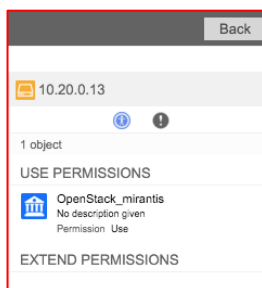 Back
10.20.0.13
1 object
USE PERMISSIONS
OpenStack_mirantis
No description given
Permission Use
EXTEND PERMISSIONS